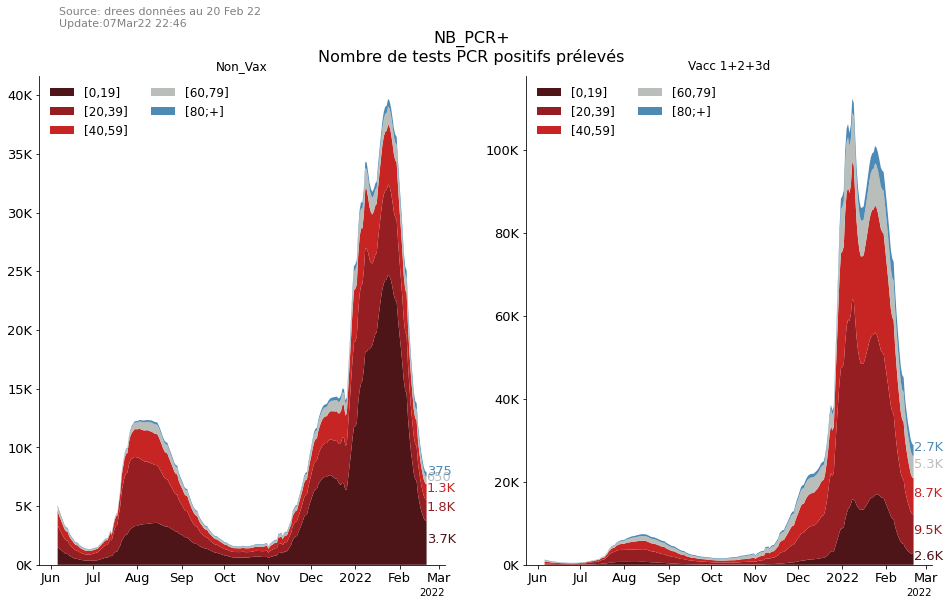 Source: drees données au 20 Feb 22
Update:07Mar22 22:46
NB_PCR+
Nombre de tests PCR positifs prélevés
Non_Vax
[0,19]
[20,39]
[40,59]
[60,79]
[80;+]
40K
35K
30K
25K
20K
15K
10K
5K
0K
375
650
1.3K
1.8K
3.7K
Jun Jul Aug Sep Oct Nov Dec 2022 Feb Mar
2022
Vacc 1+2+3d
[0,19]
[20,39]
[40,59]
[60,79]
[80;+]
100K
80K
60K
40K
20K
0K
2.7K
5.3K
8.7K
9.5K
2.6K
Jun Jul Aug Sep Oct Nov Dec 2022 Feb Mar
2022